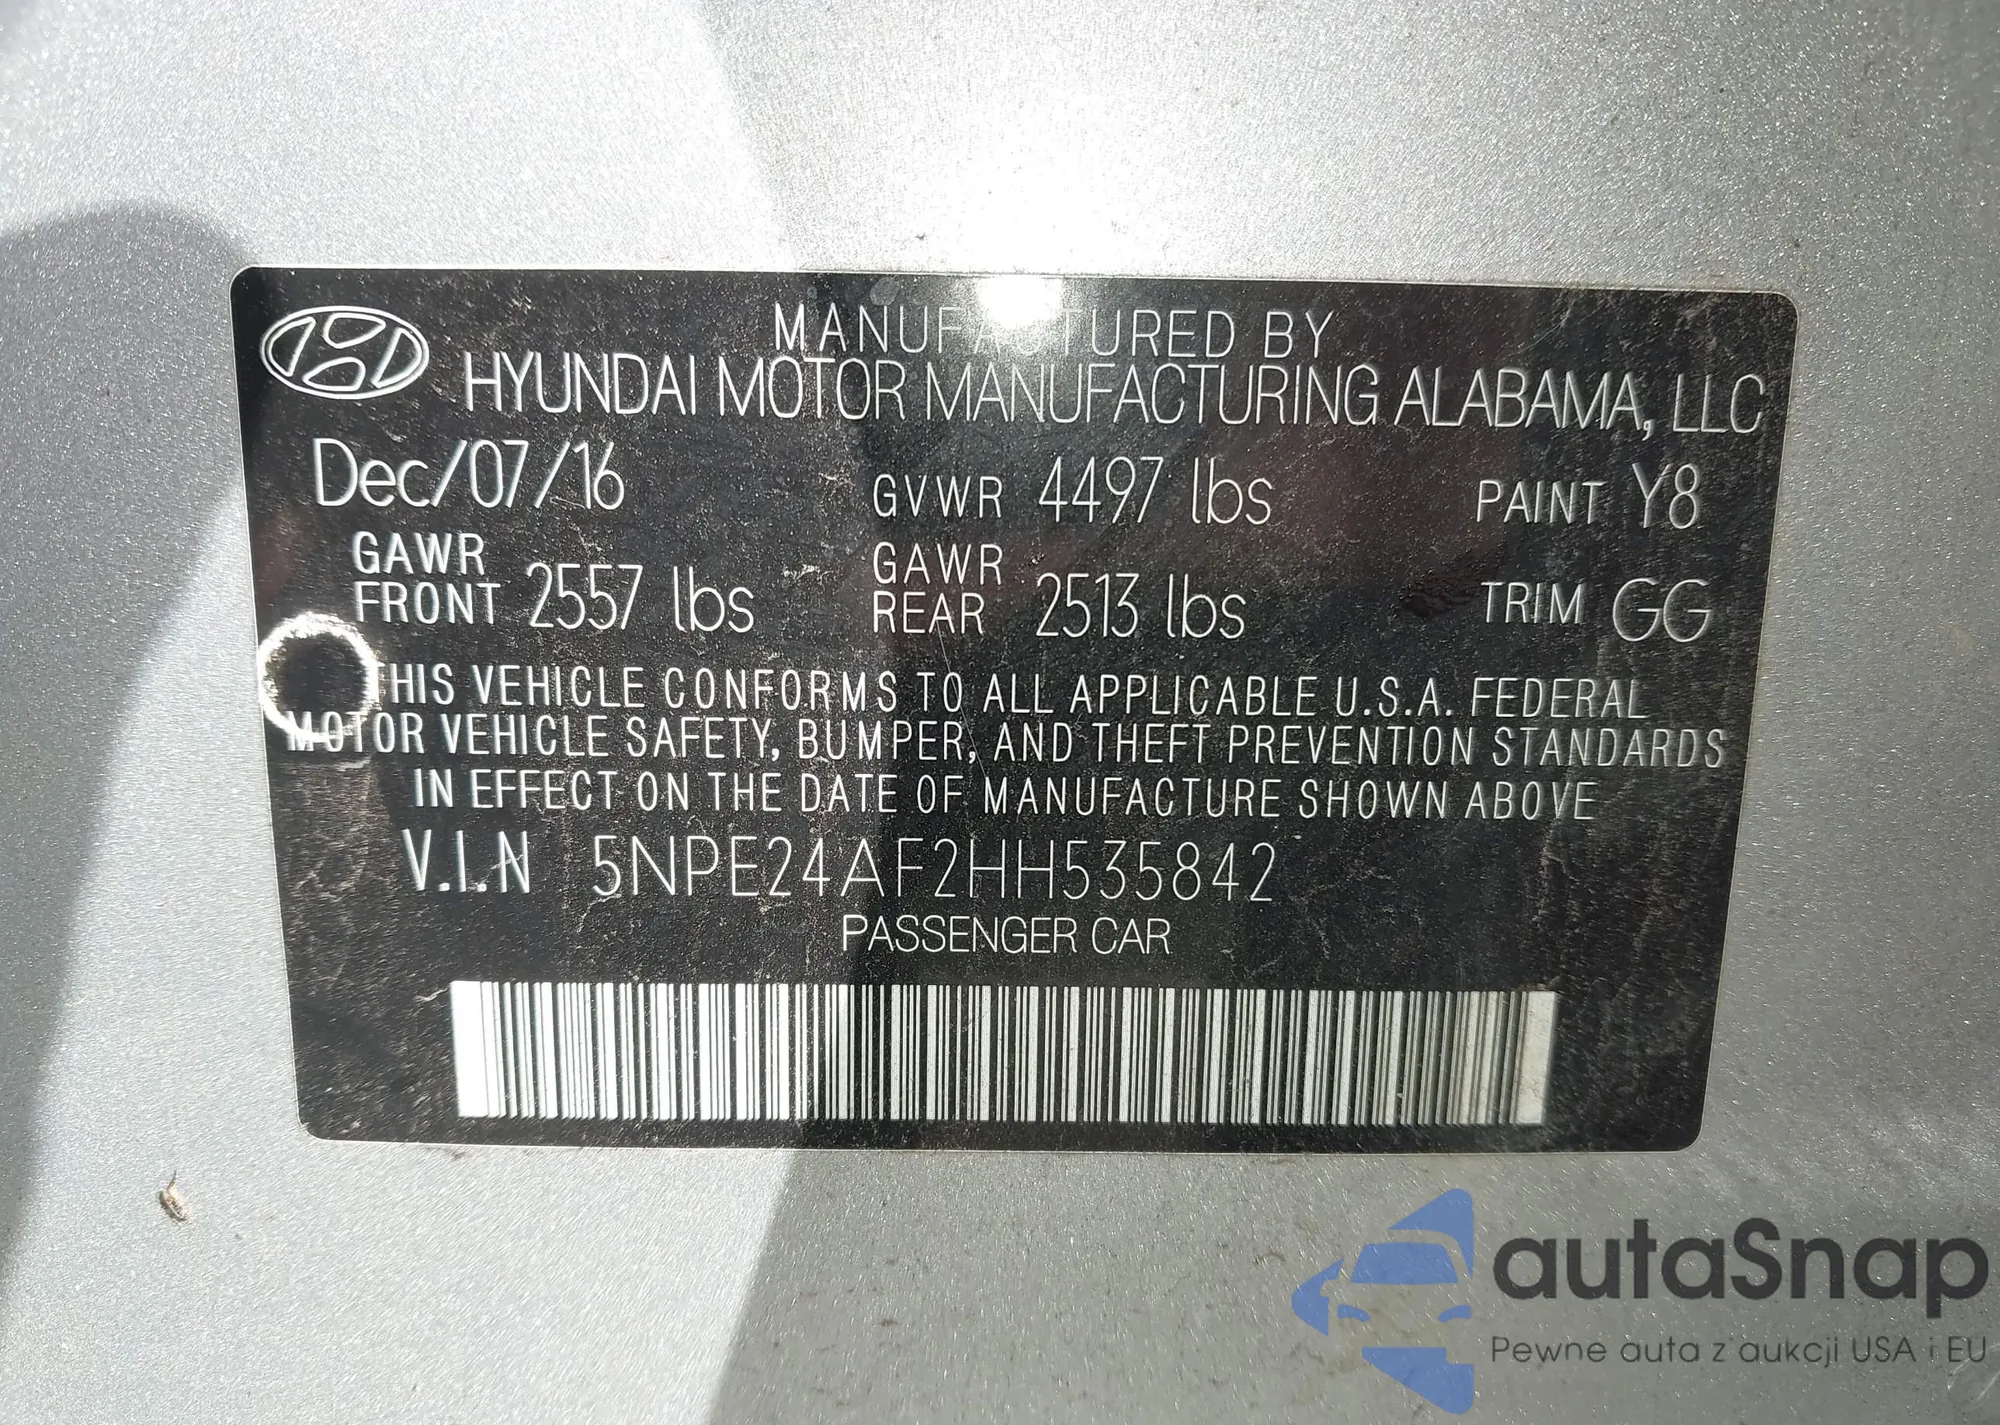 MANUFACTURED BY
HYUNDAI MOTOR MANUFACTURING ALABAMA, LLC
Dec/07/16 GVWR 4497 lbs PAINT Y8
GAWR FRONT 2557 lbs GAWR REAR 2513 lbs TRIM GG
THIS VEHICLE CONFORMS TO ALL APPLICABLE U.S.A. FEDERAL
MOTOR VEHICLE SAFETY, BUMPER, AND THEFT PREVENTION STANDARDS
IN EFFECT ON THE DATE OF MANUFACTURE SHOWN ABOVE
V.I.N 5NPE24AF2HH535842
PASSENGER CAR
autaSnap
Pewne auta z aukcji USA i EU